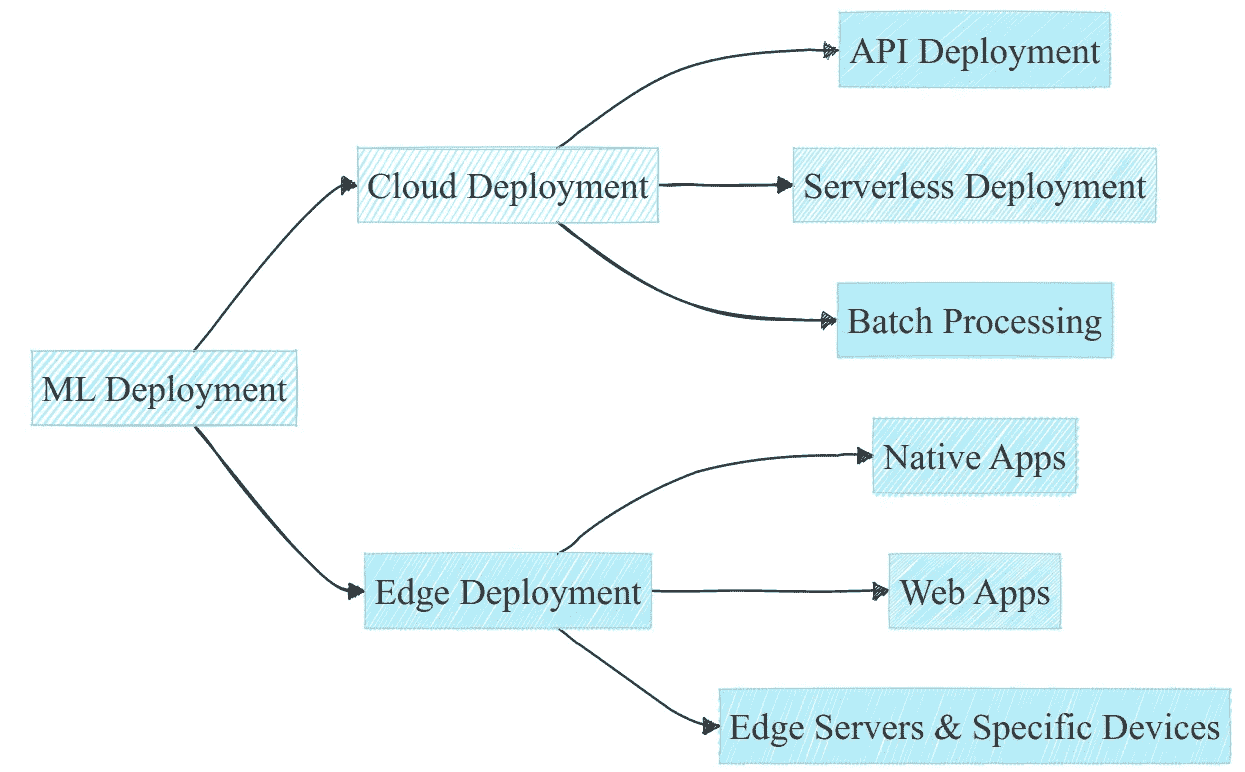 ML Deployment
Cloud Deployment
API Deployment
Serverless Deployment
Batch Processing
Edge Deployment
Native Apps
Web Apps
Edge Servers & Specific Devices